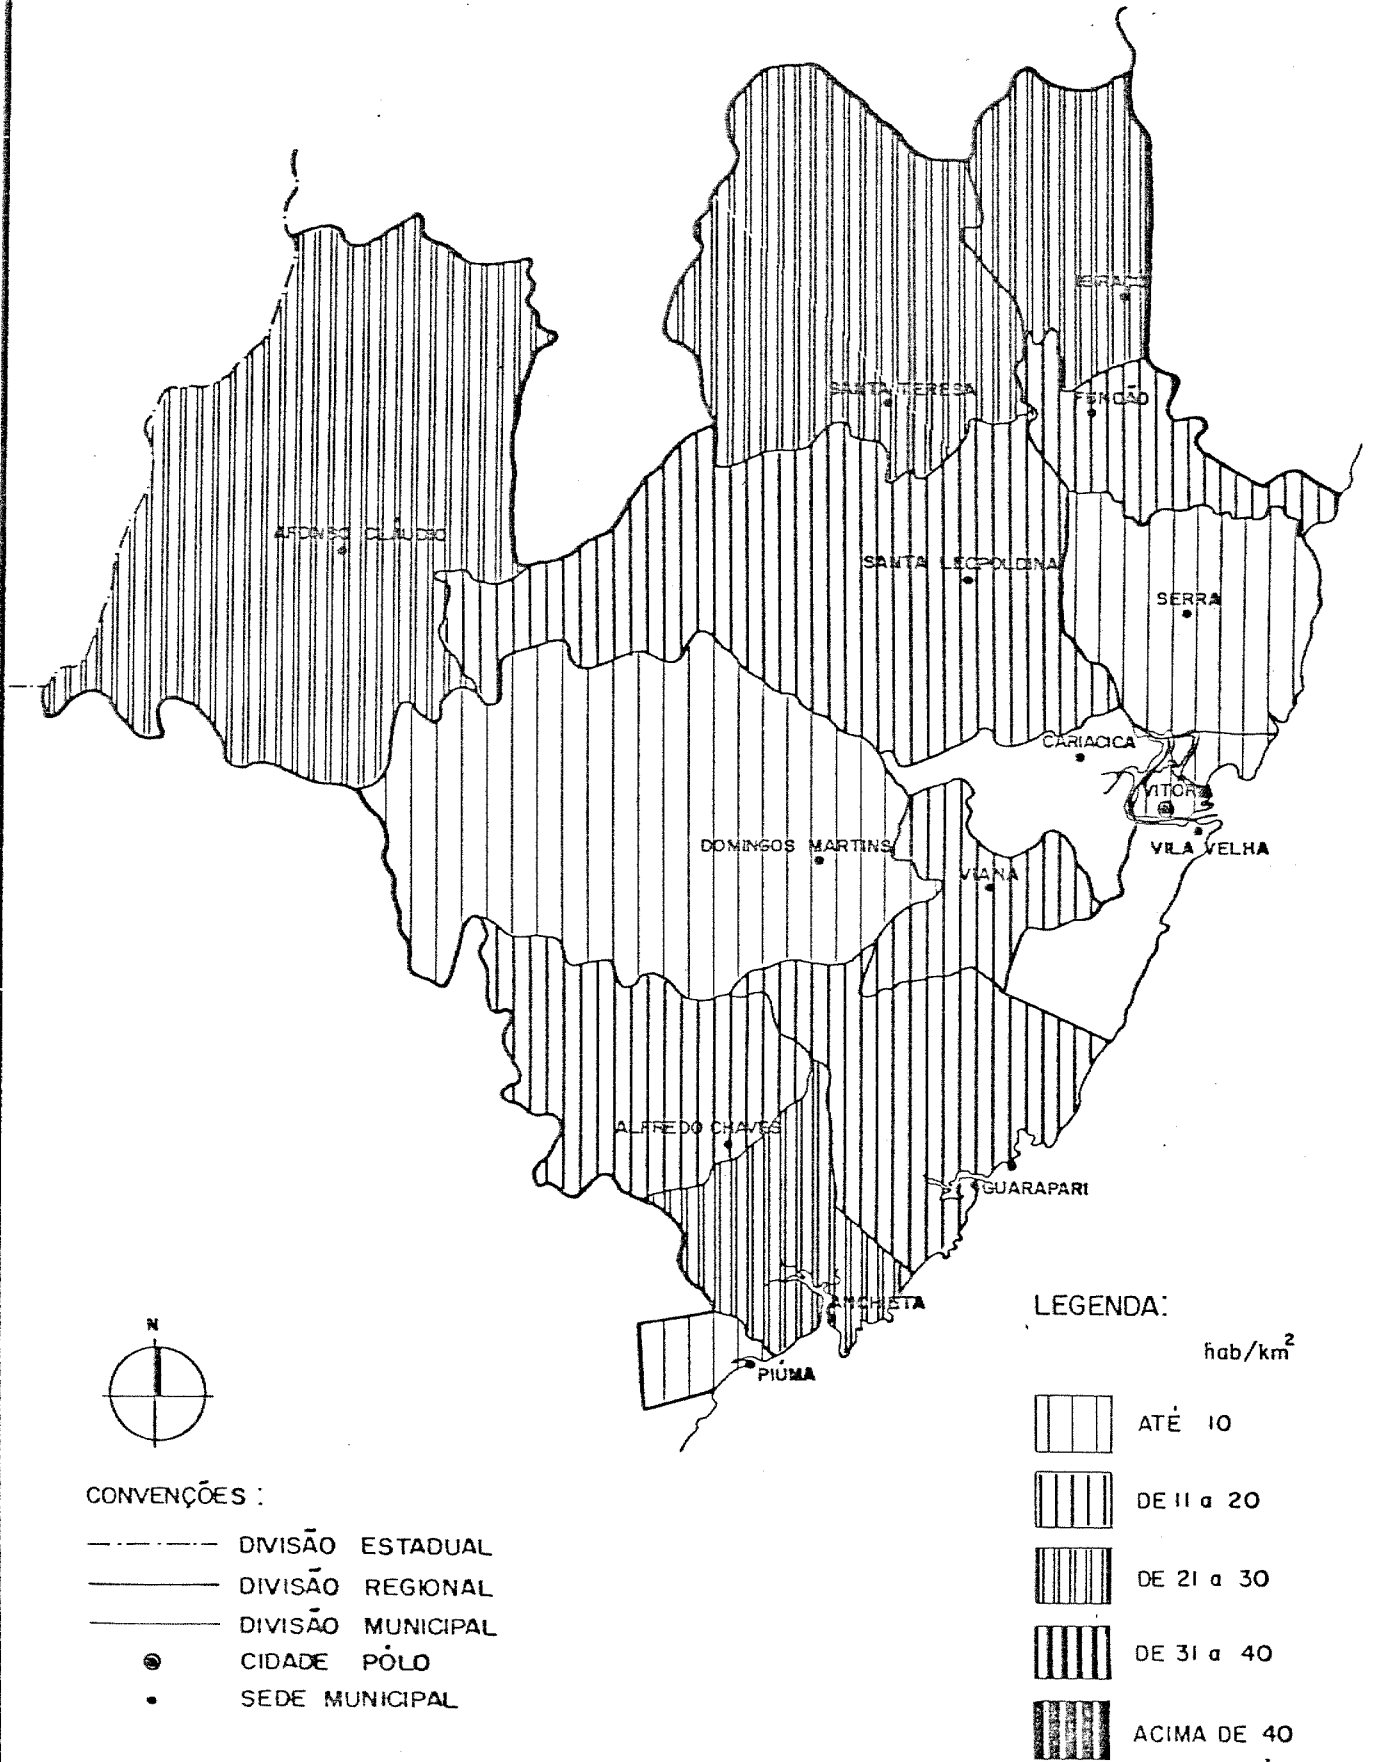 SANTA TERESA
FUNDÃO
AFONSO CLÁUDIO
SANTA LEOPOLDINA
SERRA
CARIACICA
VITÓRIA
DOMINGOS MARTINS
VILA VELHA
VIANA
ALFREDO CHAVES
GUARAPARI
ANCHIETA
PIÚMA
N
LEGENDA:
hab/km²
ATÉ 10
DE 11 a 20
DE 21 a 30
DE 31 a 40
ACIMA DE 40
CONVENÇÕES:
DIVISÃO ESTADUAL
DIVISÃO REGIONAL
DIVISÃO MUNICIPAL
CIDADE PÓLO
SEDE MUNICIPAL